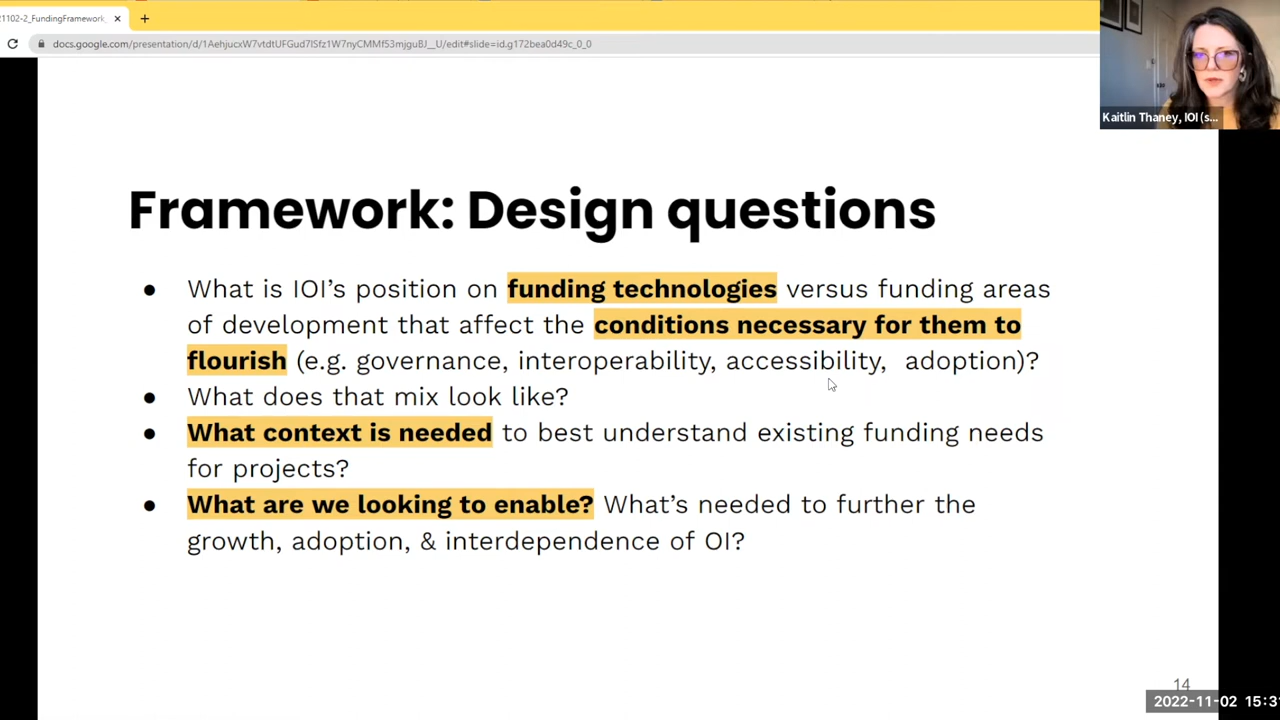 21102-2_FundingFramework_
docs.google.com/presentation/d/1AehjucxW7vtdtUFGud7ISfz1W7nyCMMf53mjguBJ__U/edit#slide=id.g172bea0d49c_0_0
Kaitlin Thaney, IOI (s...
Framework: Design questions
● What is IOI's position on funding technologies versus funding areas
of development that affect the conditions necessary for them to
flourish (e.g. governance, interoperability, accessibility, adoption)?
● What does that mix look like?
● What context is needed to best understand existing funding needs
for projects?
● What are we looking to enable? What's needed to further the
growth, adoption, & interdependence of OI?
14
2022-11-02 15:31